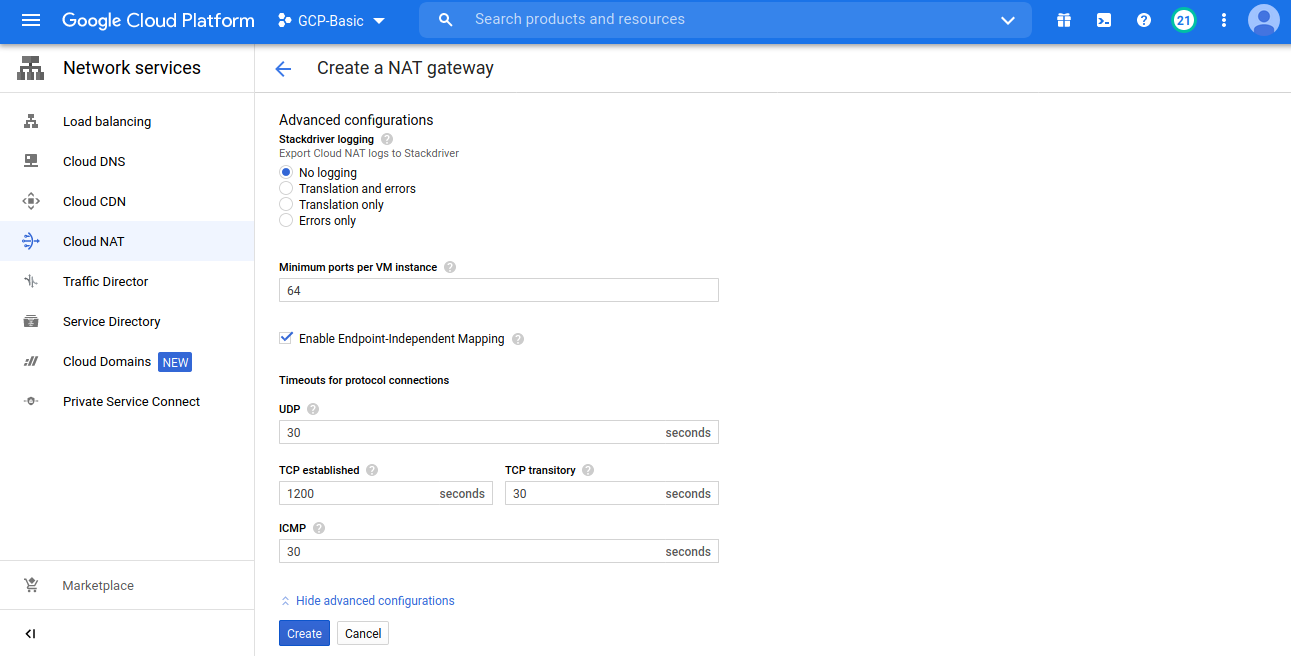 Google Cloud Platform GCP-Basic Search products and resources 21
Network services Create a NAT gateway
Load balancing
Cloud DNS
Cloud CDN
Cloud NAT
Traffic Director
Service Directory
Cloud Domains NEW
Private Service Connect
Marketplace
Advanced configurations
Stackdriver logging
Export Cloud NAT logs to Stackdriver
No logging
Translation and errors
Translation only
Errors only
Minimum ports per VM instance
64
Enable Endpoint-Independent Mapping
Timeouts for protocol connections
UDP
30 seconds
TCP established TCP transitory
1200 seconds 30 seconds
ICMP
30 seconds
Hide advanced configurations
Create Cancel